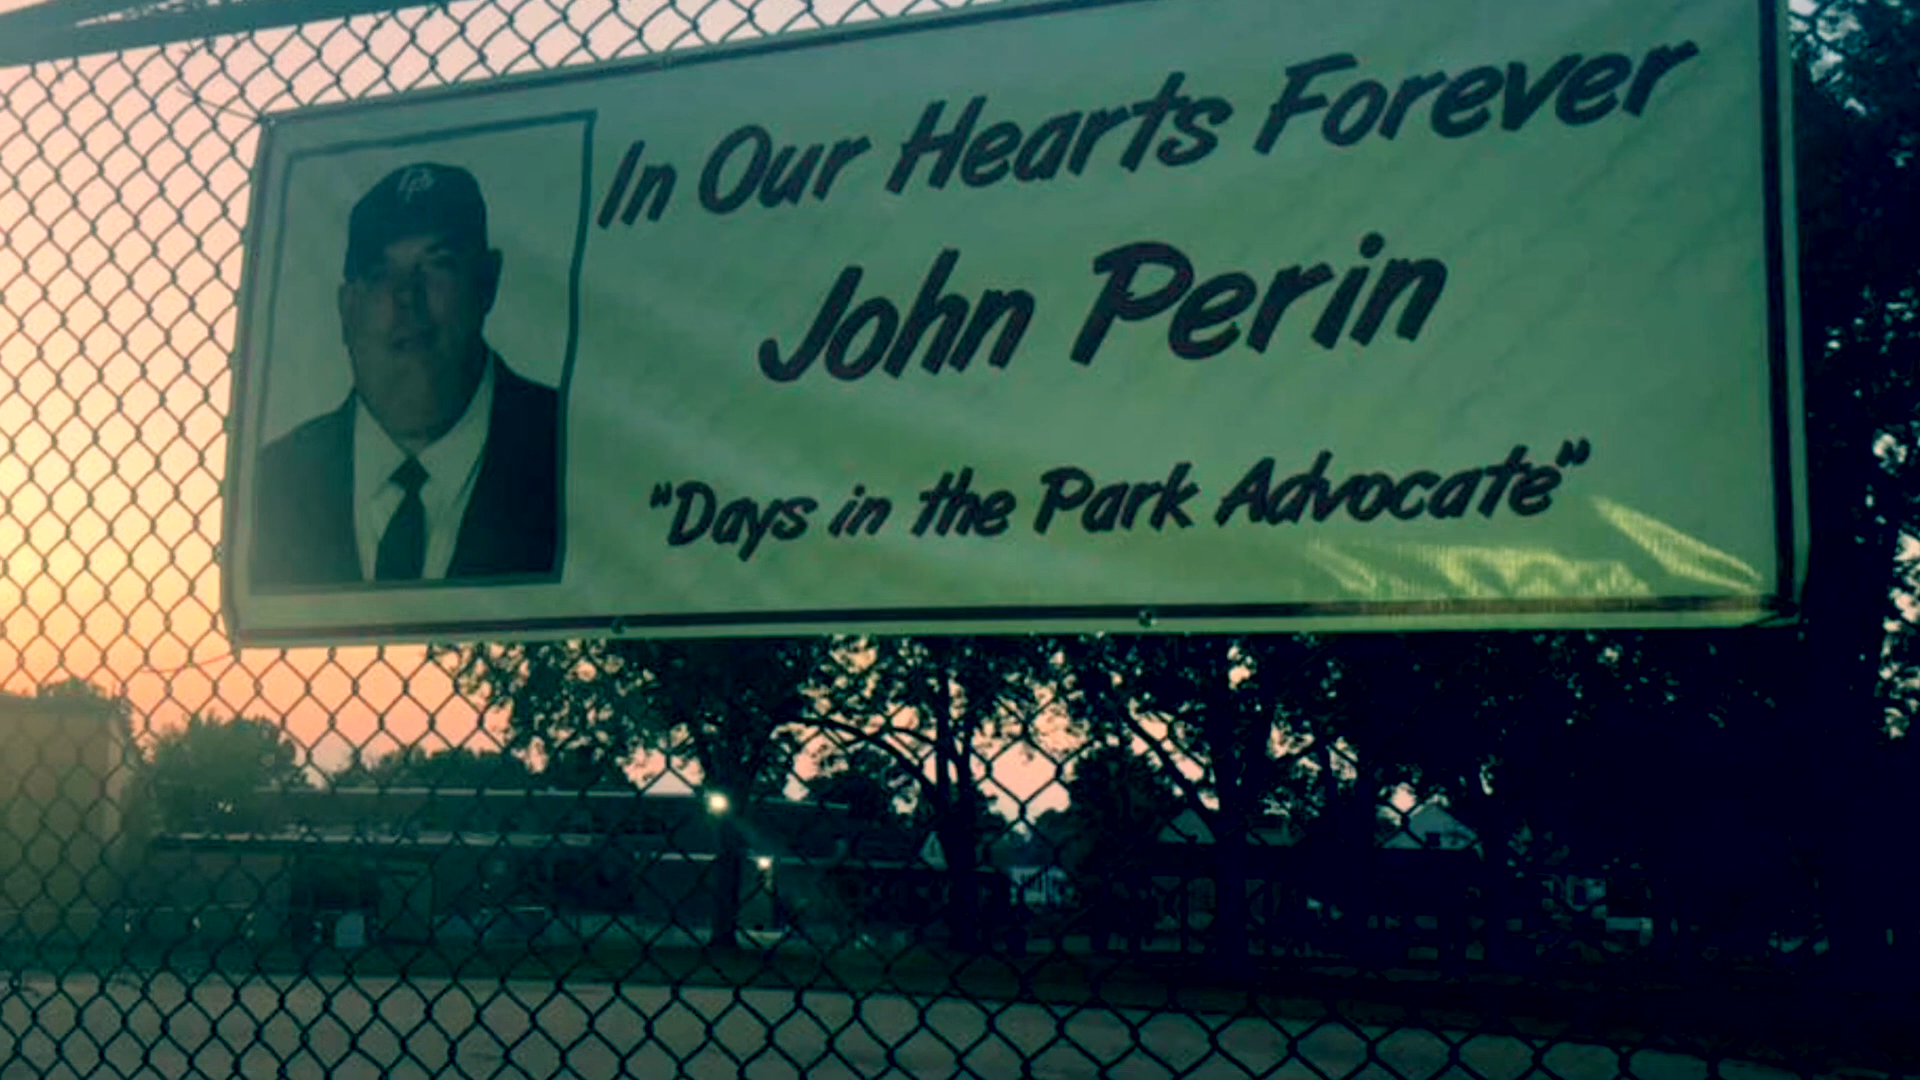 In Our Hearts Forever
John Perin
"Days in the Park Advocate"